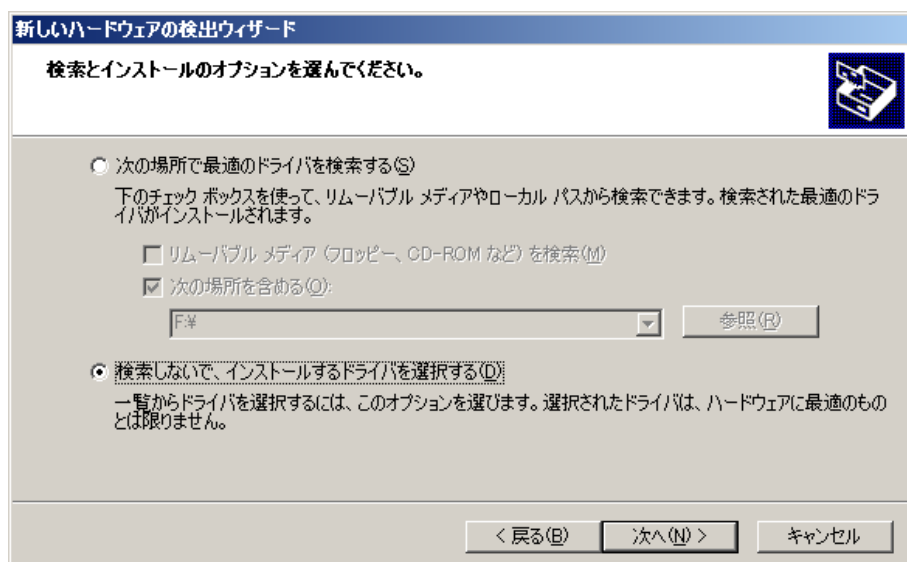 新しいハードウェアの検出ウィザード
検索とインストールのオプションを選んでください。
次の場所で最適のドライバを検索する(S)
下のチェック ボックスを使って、リムーバブル メディアやローカル パスから検索できます。検索された最適のドラ
イバがインストールされます。
リムーバブル メディア (フロッピー、CD-ROM など) を検索(M)
次の場所を含める(O):
F:¥
参照(R)
検索しないで、インストールするドライバを選択する(D)
一覧からドライバを選択するには、このオプションを選びます。選択されたドライバは、ハードウェアに最適のもの
とは限りません。
< 戻る(B)
次へ(N) >
キャンセル